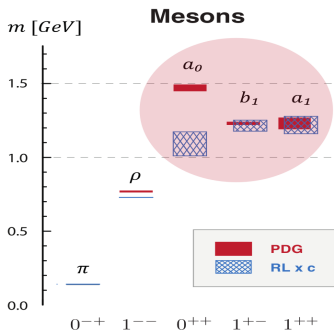 Mesons
m [GeV]
a₀
1.5
b₁ a₁
1.0
ρ
0.5
PDG
π
RL x c
0.0
0⁻⁺ 1⁻⁻ 0⁺⁺ 1⁺⁻ 1⁺⁺